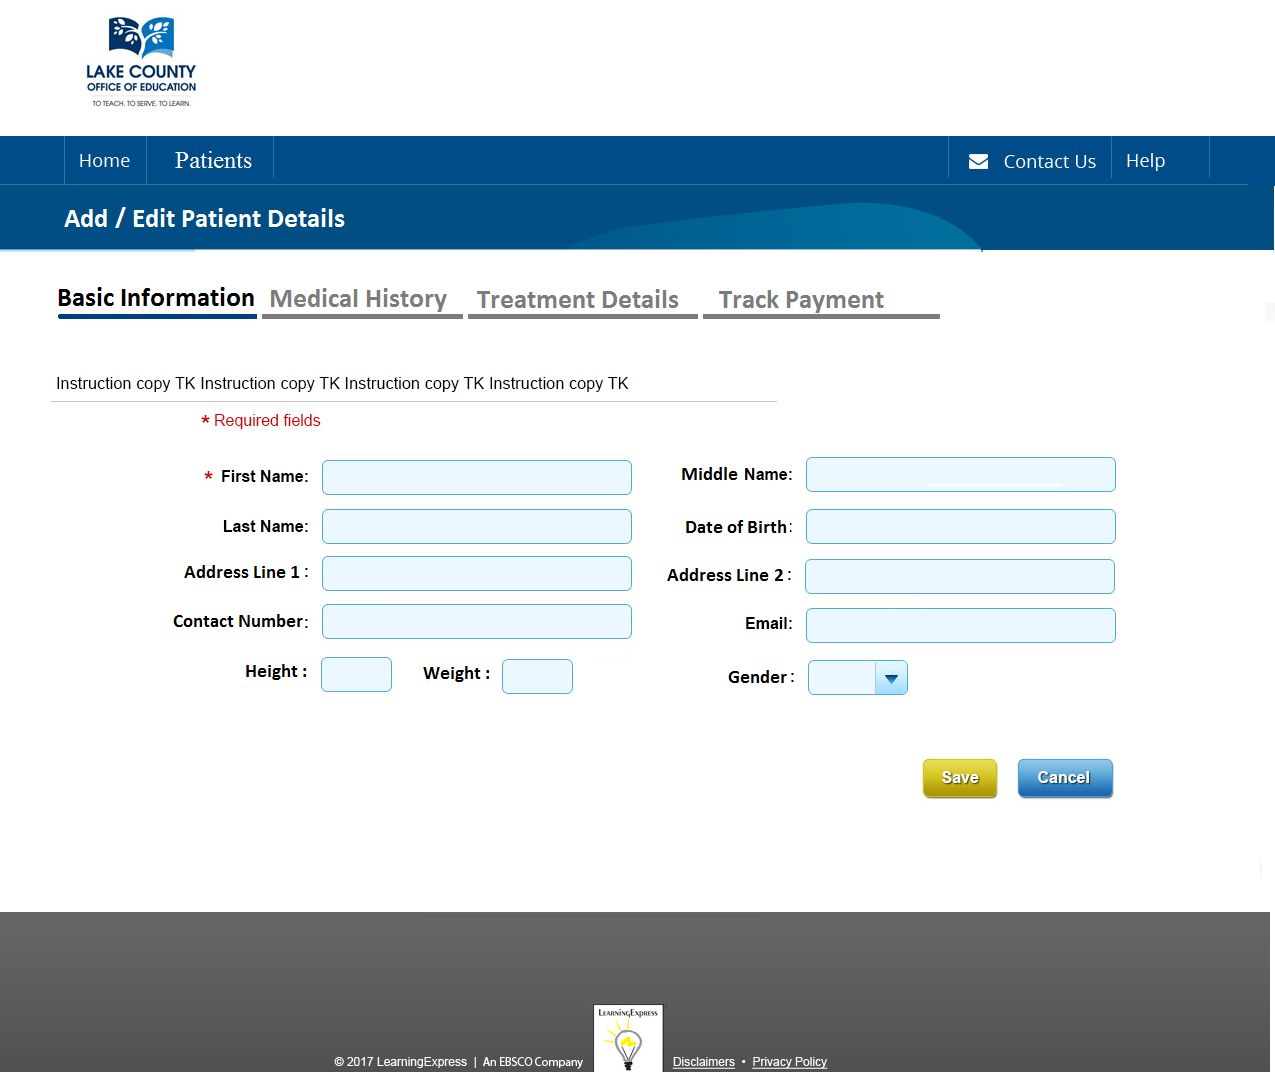 LAKE COUNTY
OFFICE OF EDUCATION
TO TEACH. TO SERVE. TO LEARN.
Home Patients Contact Us Help
Add / Edit Patient Details
Basic Information Medical History Treatment Details Track Payment
Instruction copy TK Instruction copy TK Instruction copy TK Instruction copy TK
* Required fields
* First Name: Middle Name:
Last Name: Date of Birth:
Address Line 1 : Address Line 2 :
Contact Number: Email:
Height : Weight : Gender :
Save Cancel
LEARNINGEXPRESS
© 2017 LearningExpress | An EBSCO Company Disclaimers • Privacy Policy